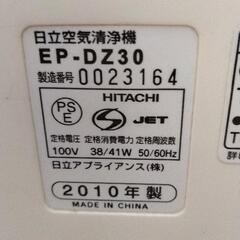 日立空気清浄機
EP-DZ30
製造番号 0023164
PS
E
HITACHI
JET
定格電圧 定格消費電力 定格周波数
100V 38/41W 50/60Hz
日立アプライアンス(株)
2010年製
MADE IN CHINA